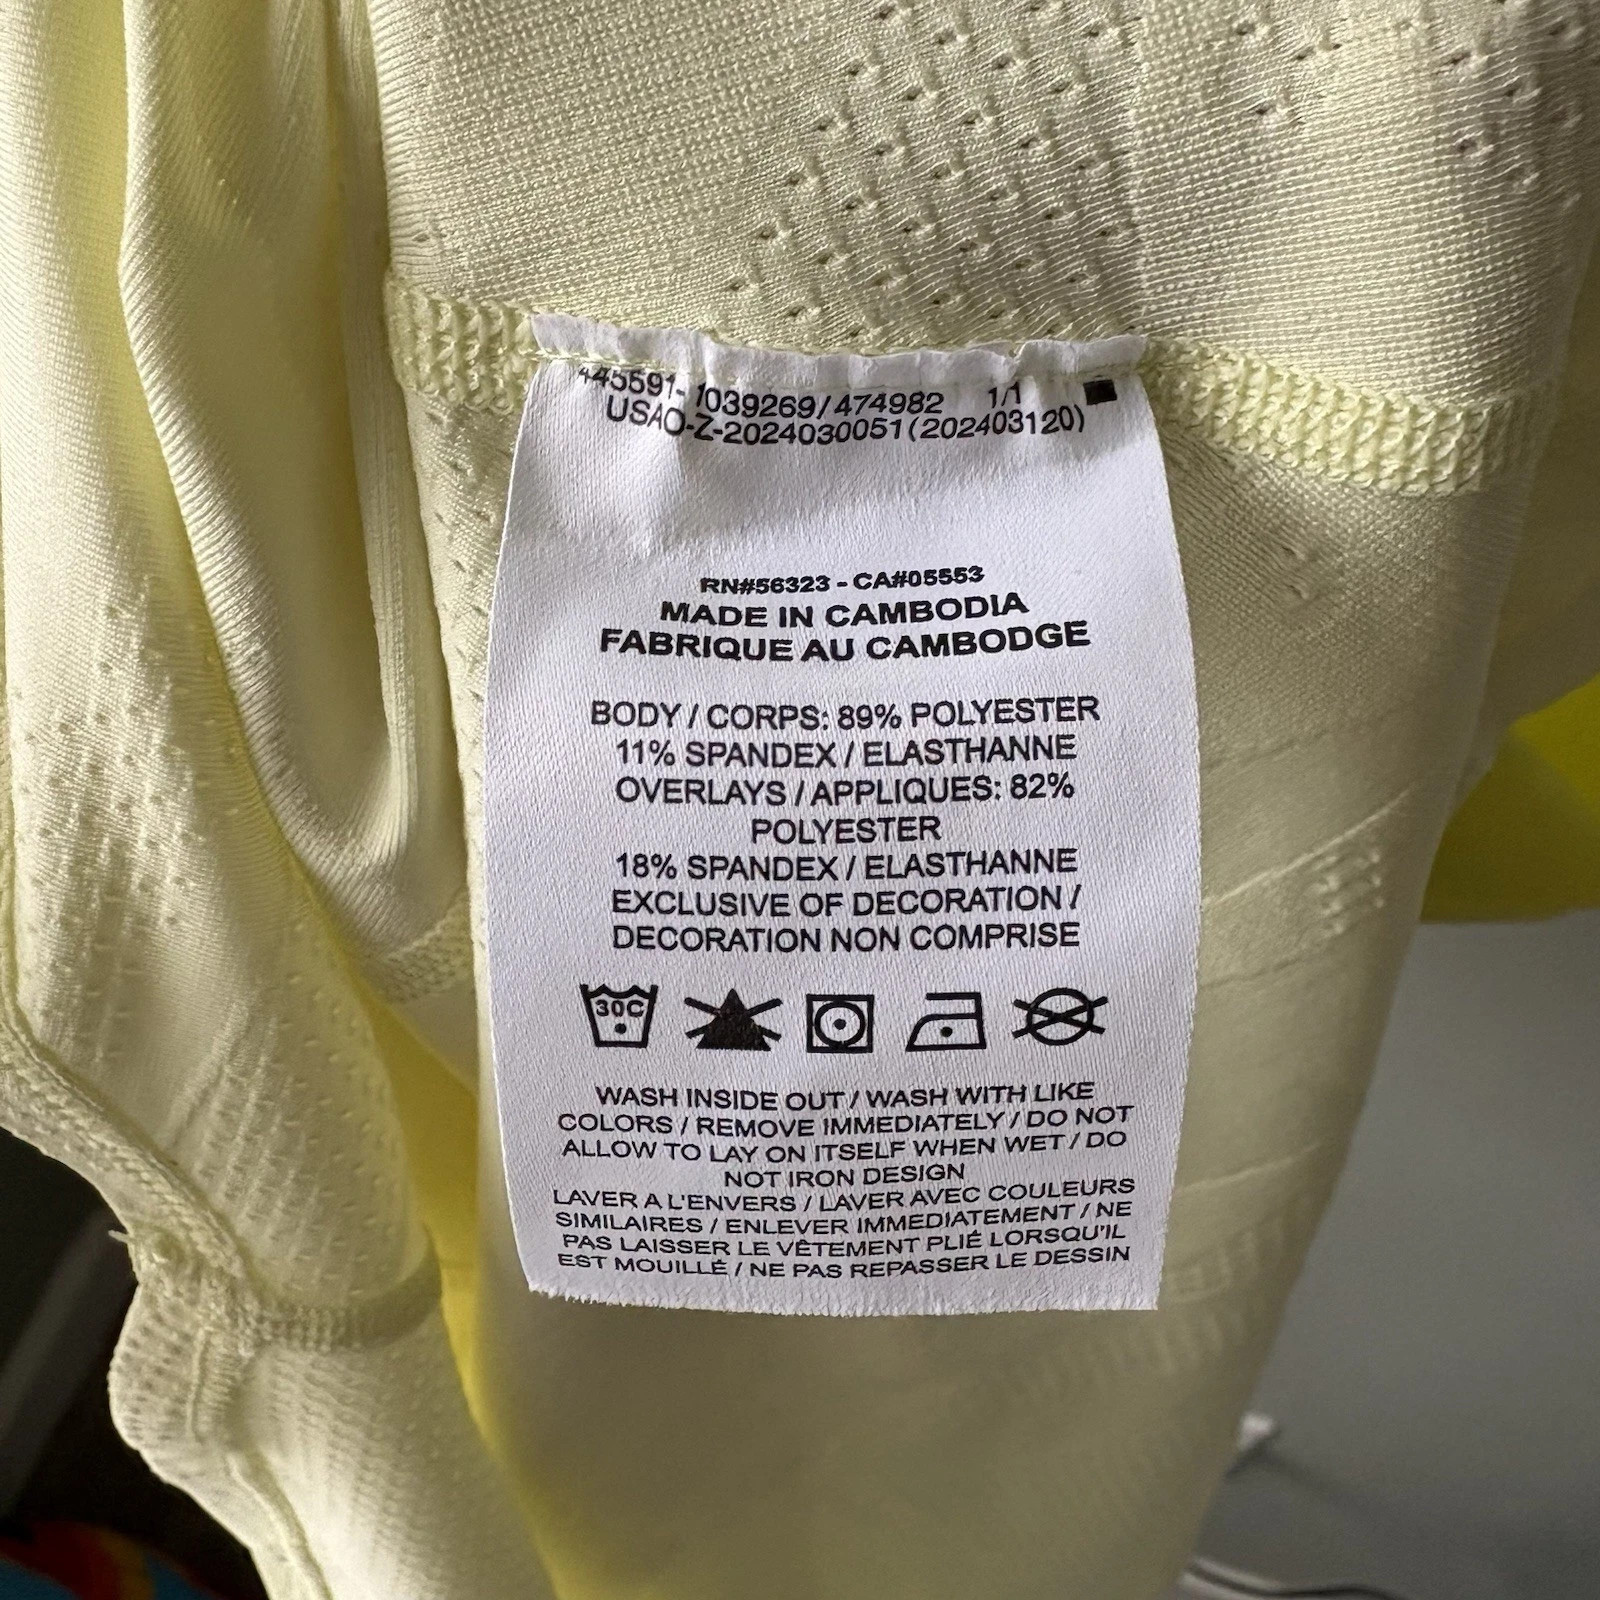 445591-1039269/474982 1/1
USAO-Z-2024030051(202403120)
RN#56323 - CA#05553
MADE IN CAMBODIA
FABRIQUE AU CAMBODGE
BODY / CORPS: 89% POLYESTER
11% SPANDEX / ELASTHANNE
OVERLAYS / APPLIQUES: 82%
POLYESTER
18% SPANDEX / ELASTHANNE
EXCLUSIVE OF DECORATION /
DECORATION NON COMPRISE
30C
WASH INSIDE OUT / WASH WITH LIKE
COLORS / REMOVE IMMEDIATELY / DO NOT
ALLOW TO LAY ON ITSELF WHEN WET / DO
NOT IRON DESIGN
LAVER A L'ENVERS / LAVER AVEC COULEURS
SIMILAIRES / ENLEVER IMMEDIATEMENT / NE
PAS LAISSER LE VÊTEMENT PLIÉ LORSQU'IL
EST MOUILLÉ / NE PAS REPASSER LE DESSIN